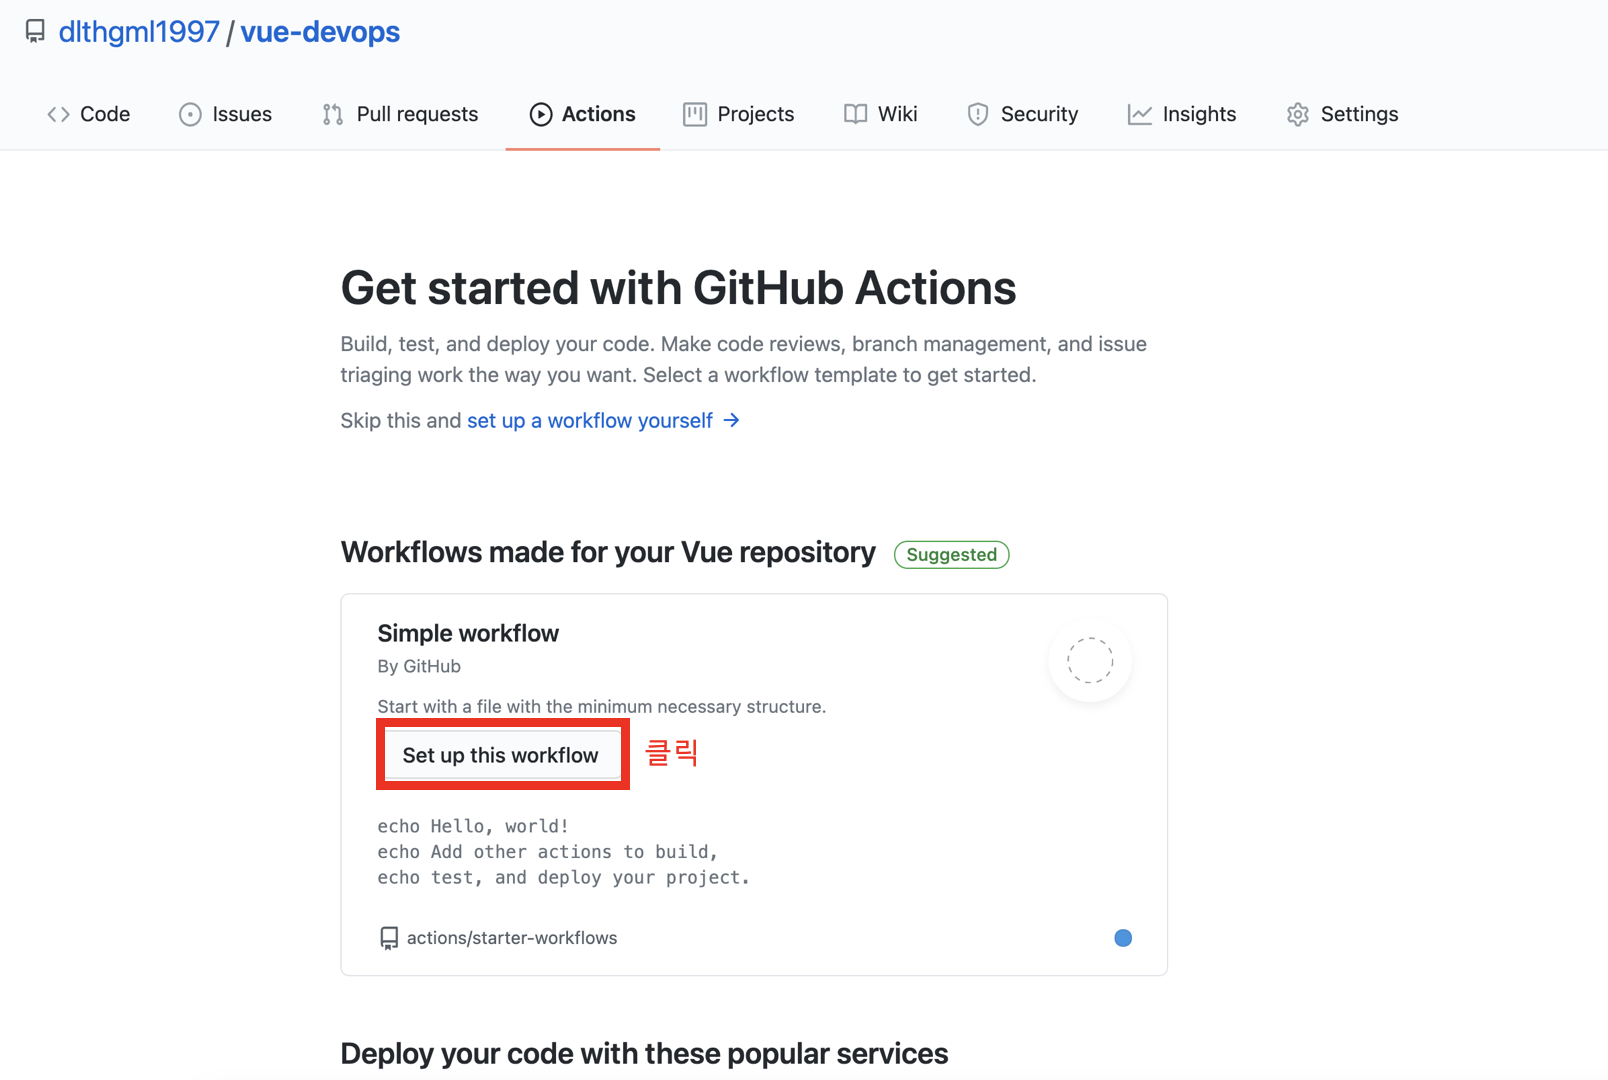 dlthgml1997 / vue-devops
Code Issues Pull requests Actions Projects Wiki Security Insights Settings
Get started with GitHub Actions
Build, test, and deploy your code. Make code reviews, branch management, and issue
triaging work the way you want. Select a workflow template to get started.
Skip this and set up a workflow yourself →
Workflows made for your Vue repository Suggested
Simple workflow
By GitHub
Start with a file with the minimum necessary structure.
Set up this workflow 클릭
echo Hello, world!
echo Add other actions to build,
echo test, and deploy your project.
actions/starter-workflows
Deploy your code with these popular services